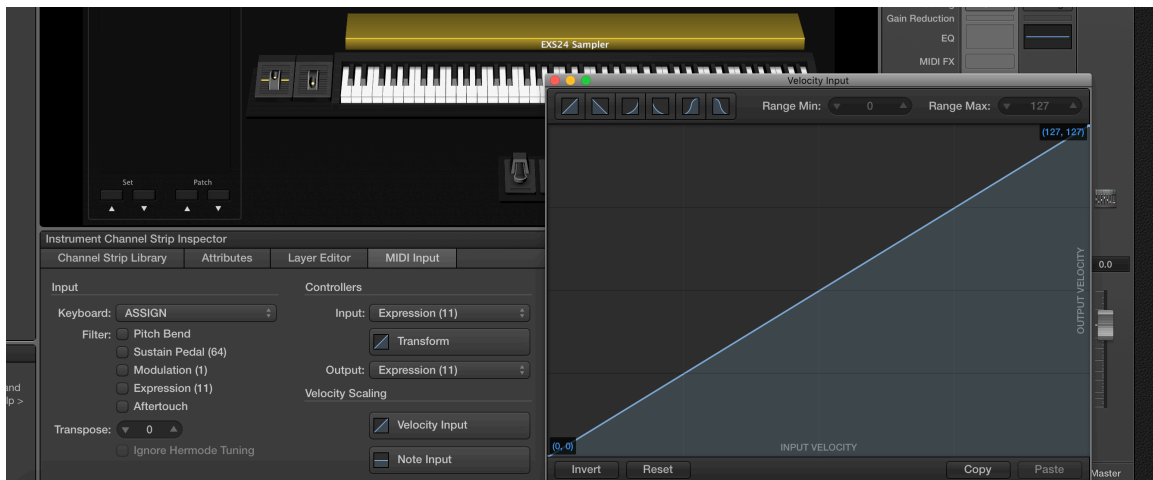 Gain Reduction
EQ
MIDI FX
EXS24 Sampler
Velocity Input
Range Min: 0 Range Max: 127
(127, 127)
Set Patch
Instrument Channel Strip Inspector
Channel Strip Library Attributes Layer Editor MIDI Input
Input Controllers
Keyboard: ASSIGN Input: Expression (11)
Filter: Pitch Bend
Transform
Sustain Pedal (64)
Modulation (1) Output: Expression (11)
Expression (11) Velocity Scaling
Aftertouch
Transpose: 0 Velocity Input
Ignore Hermode Tuning Note Input
OUTPUT VELOCITY
0.0
(0, 0) INPUT VELOCITY
Invert Reset Copy Paste
Master